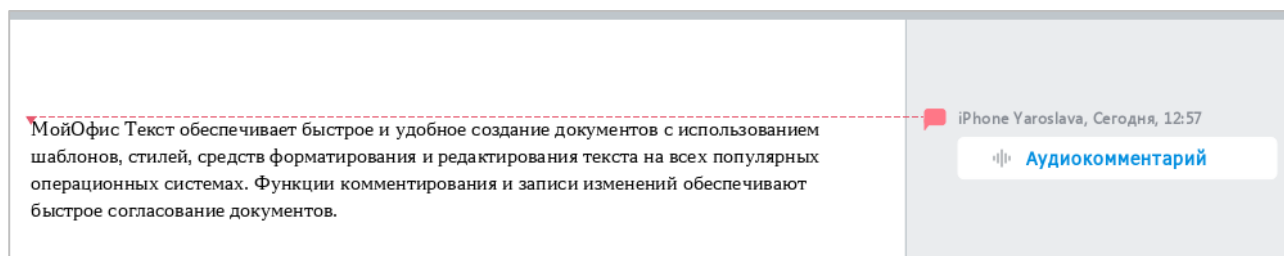 МойОфис Текст обеспечивает быстрое и удобное создание документов с использованием
шаблонов, стилей, средств форматирования и редактирования текста на всех популярных
операционных системах. Функции комментирования и записи изменений обеспечивают
быстрое согласование документов.
iPhone Yaroslava, Сегодня, 12:57
Аудиокомментарий